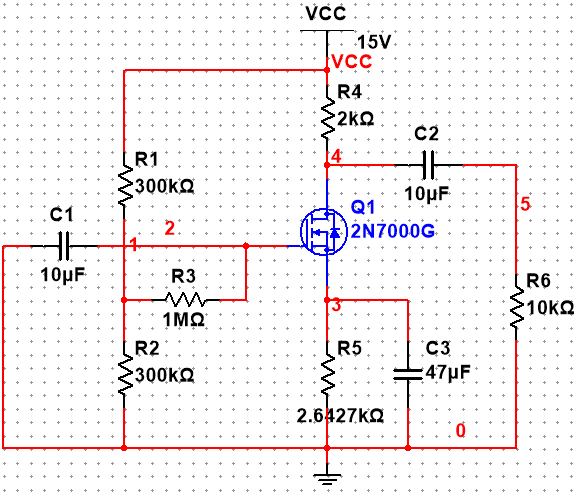 VCC
15V
VCC
R4
2kΩ
4
C2
10µF
R1
300kΩ
Q1
2N7000G
5
C1
10µF
1
2
R3
1MΩ
R6
10kΩ
3
R2
300kΩ
R5
2.6427kΩ
C3
47µF
0